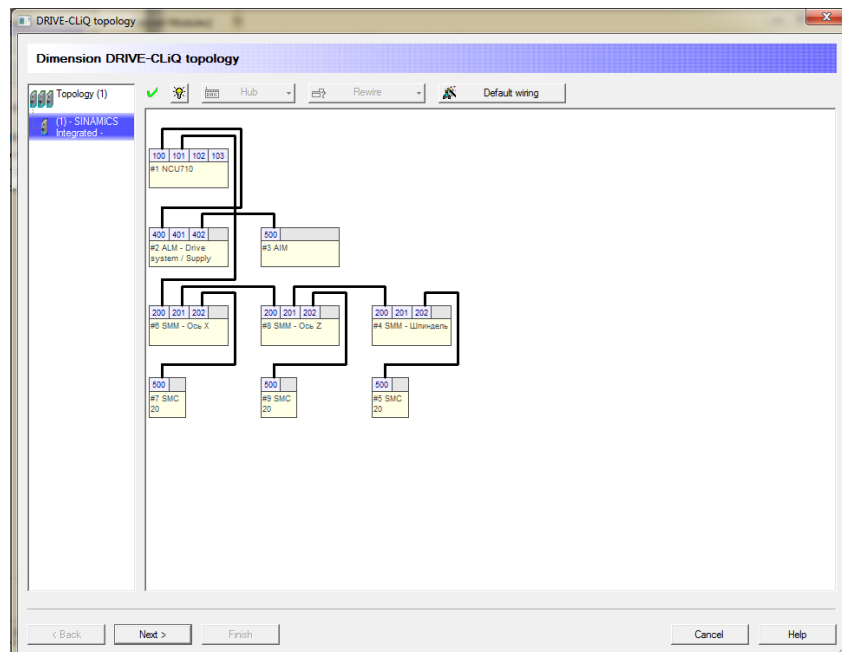 DRIVE-CLiQ topology
Dimension DRIVE-CLiQ topology
Topology (1)
(1) - SINAMICS
Integrated -
Hub
Rewire
Default wiring
100 101 102 103
#1 NCU710
400 401 402
#2 ALM - Drive
system / Supply
500
#3 AIM
200 201 202
#6 SMM - Ось X
200 201 202
#8 SMM - Ось Z
200 201 202
#4 SMM - Шпиндель
500
#7 SMC
20
500
#9 SMC
20
500
#5 SMC
20
< Back
Next >
Finish
Cancel
Help